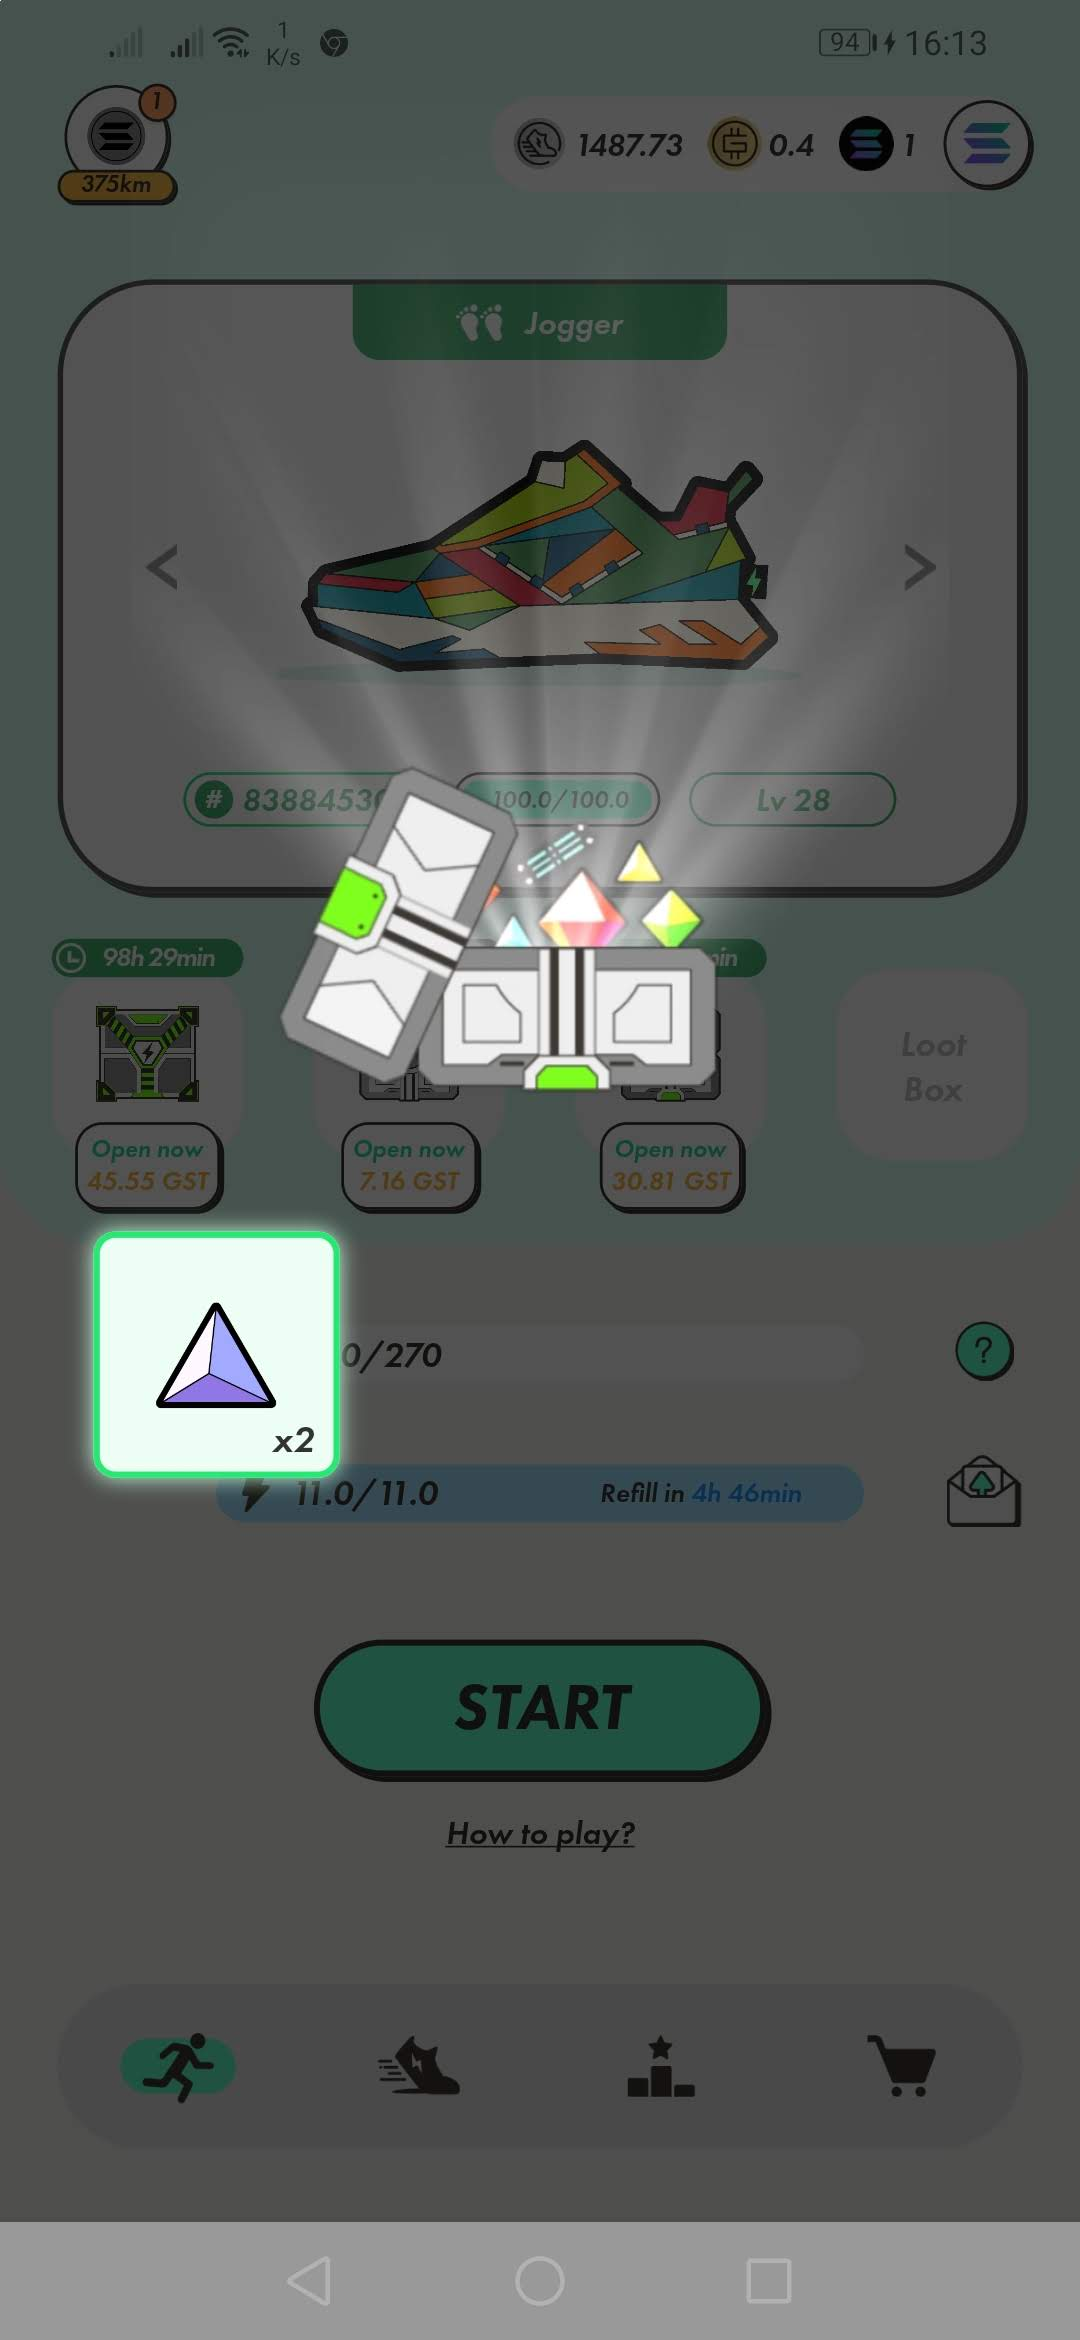 1
K/s
94
16:13
1
375km
1487.73
0.4
1
Jogger
# 8388453
100.0/100.0
Lv 28
98h 29min
Loot
Box
Open now
45.55 GST
Open now
7.16 GST
Open now
30.81 GST
0/270
?
x2
11.0/11.0
Refill in 4h 46min
START
How to play?